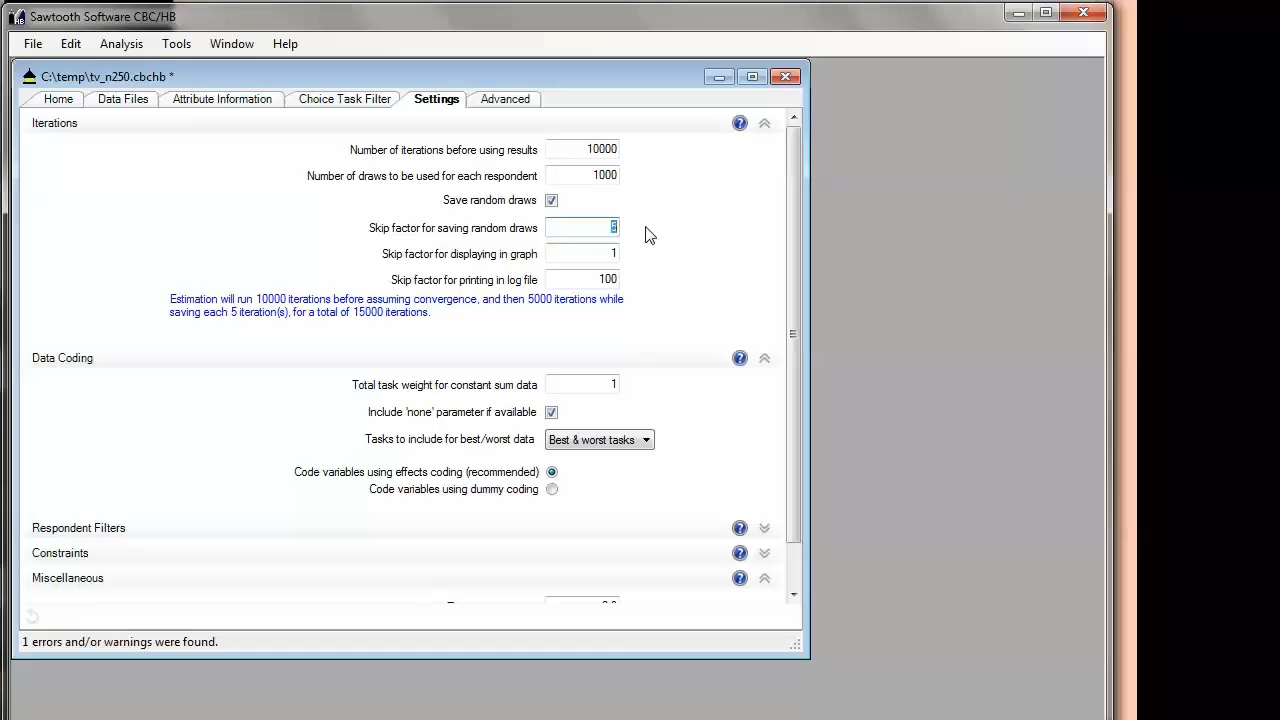 Sawtooth Software CBC/HB
File Edit Analysis Tools Window Help
C:\temp\tv_n250.cbchb *
Home Data Files Attribute Information Choice Task Filter Settings Advanced
Iterations
Number of iterations before using results 10000
Number of draws to be used for each respondent 1000
Save random draws
Skip factor for saving random draws 5
Skip factor for displaying in graph 1
Skip factor for printing in log file 100
Estimation will run 10000 iterations before assuming convergence, and then 5000 iterations while
saving each 5 iteration(s), for a total of 15000 iterations.
Data Coding
Total task weight for constant sum data 1
Include 'none' parameter if available
Tasks to include for best/worst data Best & worst tasks
Code variables using effects coding (recommended)
Code variables using dummy coding
Respondent Filters
Constraints
Miscellaneous
1 errors and/or warnings were found.